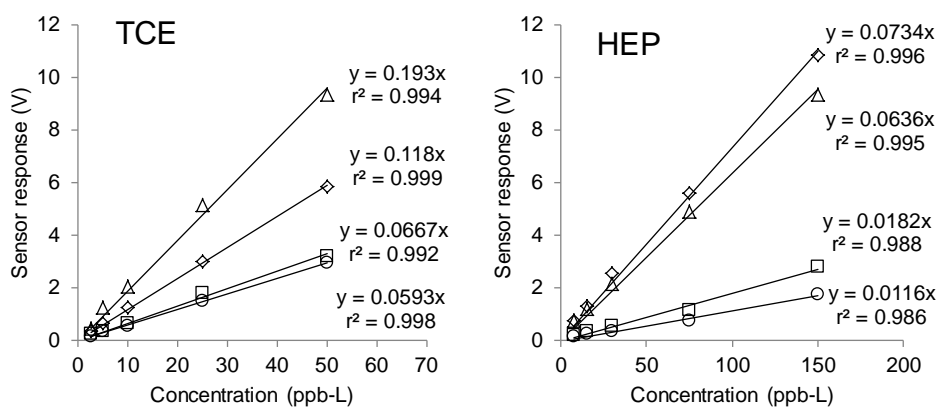 TCE
Sensor response (V)
12
10
8
6
4
2
0
y = 0.193x
r² = 0.994
y = 0.118x
r² = 0.999
y = 0.0667x
r² = 0.992
y = 0.0593x
r² = 0.998
0 10 20 30 40 50 60 70
Concentration (ppb-L)
HEP
Sensor response (V)
12
10
8
6
4
2
0
y = 0.0734x
r² = 0.996
y = 0.0636x
r² = 0.995
y = 0.0182x
r² = 0.988
y = 0.0116x
r² = 0.986
0 50 100 150 200
Concentration (ppb-L)